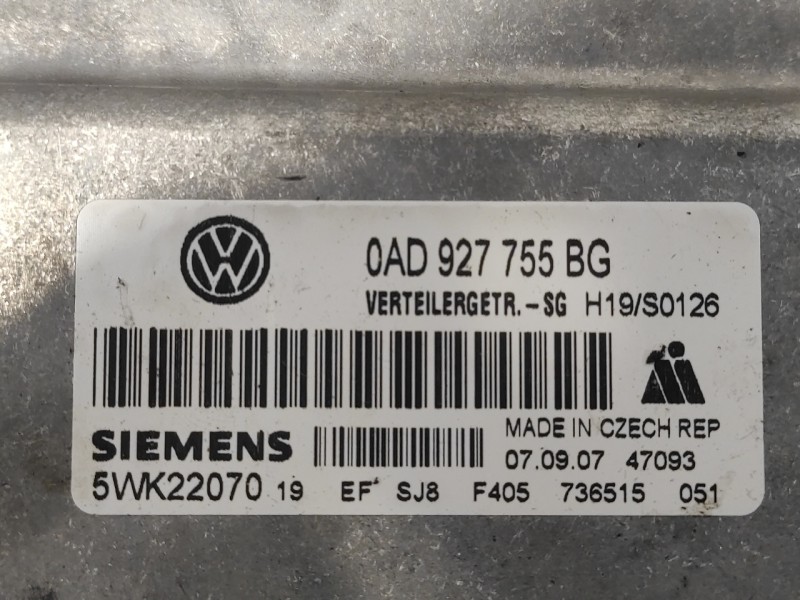 VW
0AD 927 755 BG
VERTEILERGETR.-SG H19/S0126
SIEMENS
MADE IN CZECH REP
07.09.07 47093
5WK22070 19 EF SJ8 F405 736515 051